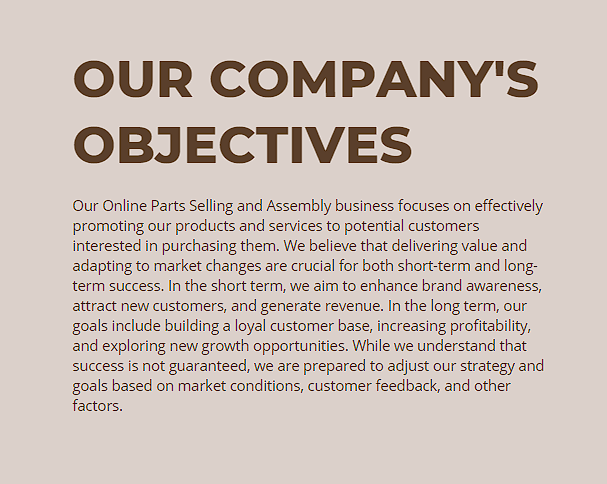 OUR COMPANY'S
OBJECTIVES
Our Online Parts Selling and Assembly business focuses on effectively
promoting our products and services to potential customers
interested in purchasing them. We believe that delivering value and
adapting to market changes are crucial for both short-term and long-
term success. In the short term, we aim to enhance brand awareness,
attract new customers, and generate revenue. In the long term, our
goals include building a loyal customer base, increasing profitability,
and exploring new growth opportunities. While we understand that
success is not guaranteed, we are prepared to adjust our strategy and
goals based on market conditions, customer feedback, and other
factors.